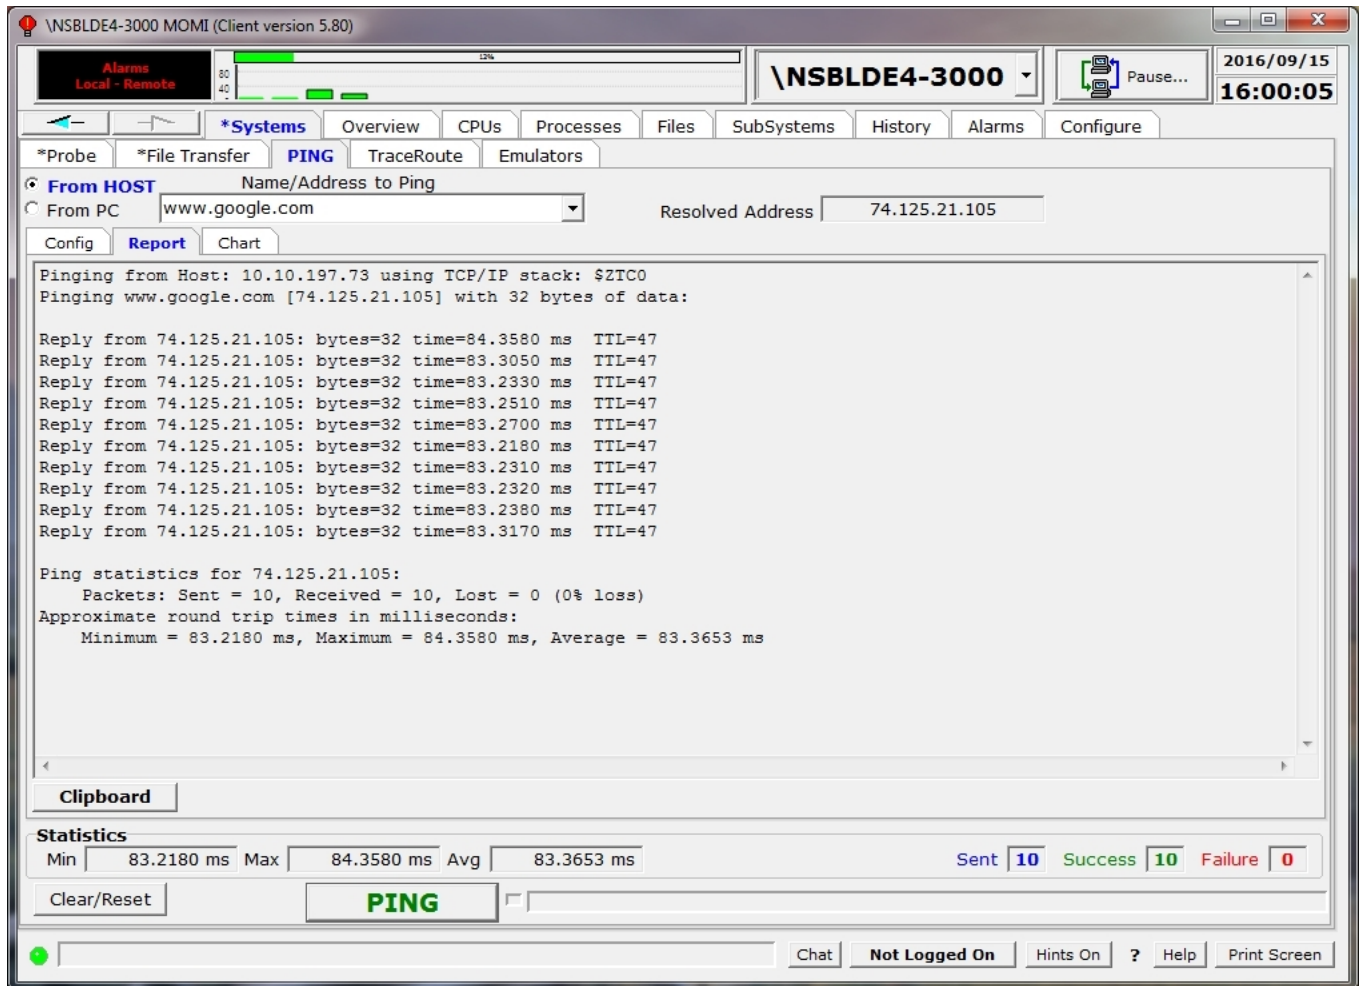 \NSBLDE4-3000 MOMI (Client version 5.80)
Alarms
Local - Remote
12%
80
40
\NSBLDE4-3000
Pause...
2016/09/15
16:00:05
*Systems Overview CPUs Processes Files SubSystems History Alarms Configure
*Probe *File Transfer PING TraceRoute Emulators
From HOST Name/Address to Ping
From PC www.google.com Resolved Address 74.125.21.105
Config Report Chart
Pinging from Host: 10.10.197.73 using TCP/IP stack: $ZTC0
Pinging www.google.com [74.125.21.105] with 32 bytes of data:
Reply from 74.125.21.105: bytes=32 time=84.3580 ms TTL=47
Reply from 74.125.21.105: bytes=32 time=83.3050 ms TTL=47
Reply from 74.125.21.105: bytes=32 time=83.2330 ms TTL=47
Reply from 74.125.21.105: bytes=32 time=83.2510 ms TTL=47
Reply from 74.125.21.105: bytes=32 time=83.2700 ms TTL=47
Reply from 74.125.21.105: bytes=32 time=83.2180 ms TTL=47
Reply from 74.125.21.105: bytes=32 time=83.2310 ms TTL=47
Reply from 74.125.21.105: bytes=32 time=83.2320 ms TTL=47
Reply from 74.125.21.105: bytes=32 time=83.2380 ms TTL=47
Reply from 74.125.21.105: bytes=32 time=83.3170 ms TTL=47
Ping statistics for 74.125.21.105:
Packets: Sent = 10, Received = 10, Lost = 0 (0% loss)
Approximate round trip times in milliseconds:
Minimum = 83.2180 ms, Maximum = 84.3580 ms, Average = 83.3653 ms
Clipboard
Statistics
Min 83.2180 ms Max 84.3580 ms Avg 83.3653 ms Sent 10 Success 10 Failure 0
Clear/Reset PING
Chat Not Logged On Hints On ? Help Print Screen